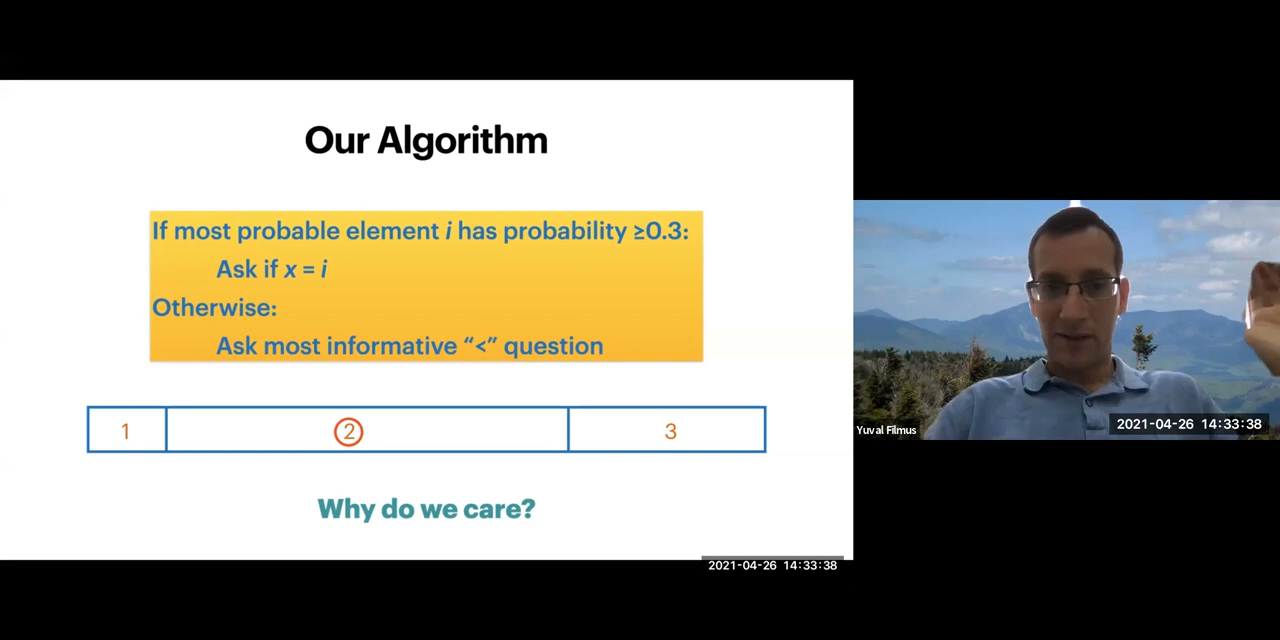 Our Algorithm
If most probable element i has probability ≥0.3:
Ask if x = i
Otherwise:
Ask most informative “<” question
1 2 3
Why do we care?
2021-04-26 14:33:38
Yuval Filmus
2021-04-26 14:33:38